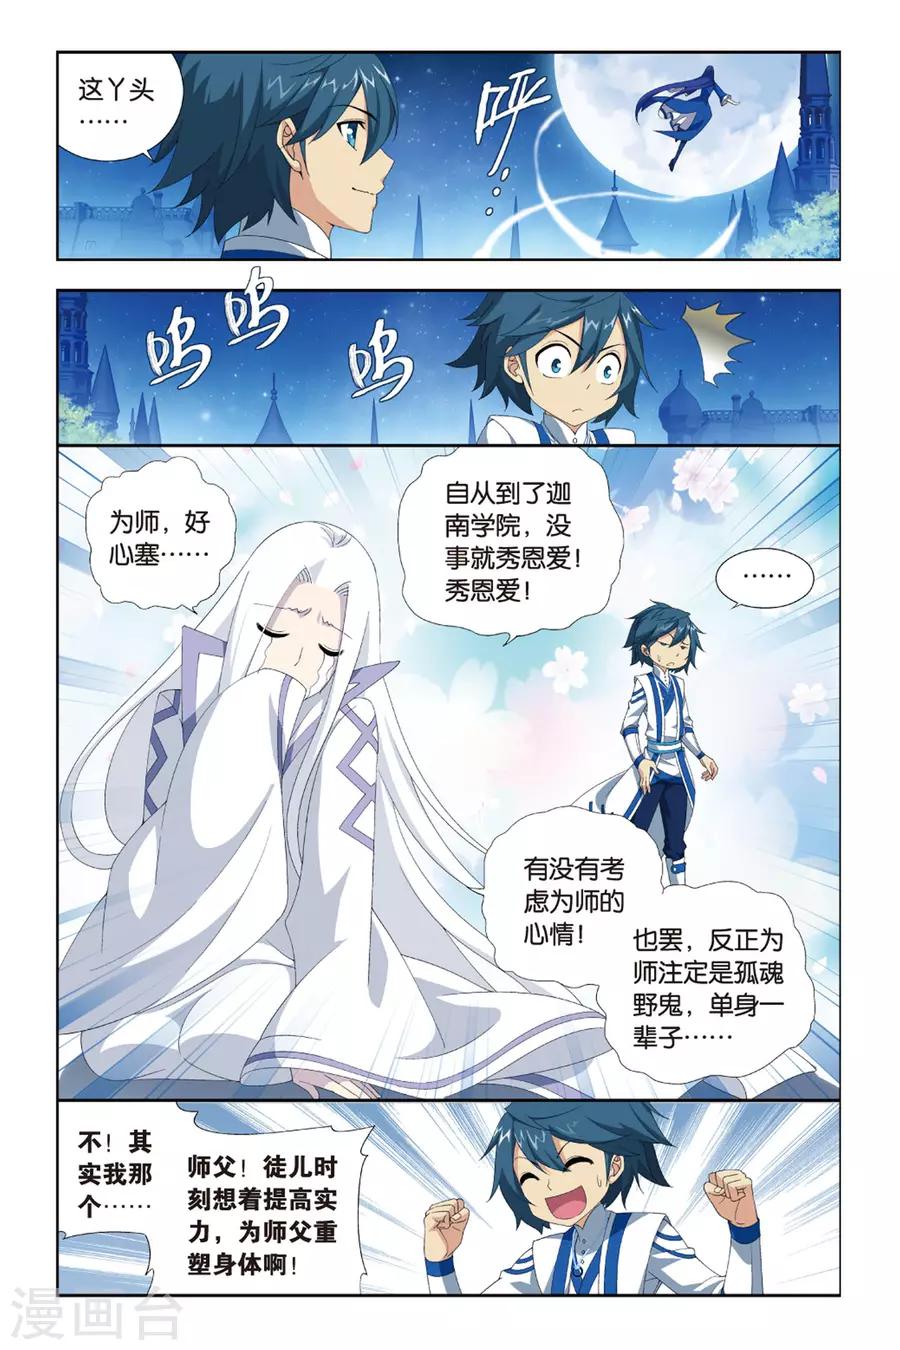 这丫头
……
呼…
呜
呜
呜
为师，好
心塞……
自从到了迦
南学院，没
事就秀恩爱！
秀恩爱！
……
有没有考
虑为师的
心情！
也罢，反正为
师注定是孤魂
野鬼，单身一
辈子……
不！其
实我那
个……
师父！徒儿时
刻想着提高实
力，为师父重
塑身体啊！
漫画台